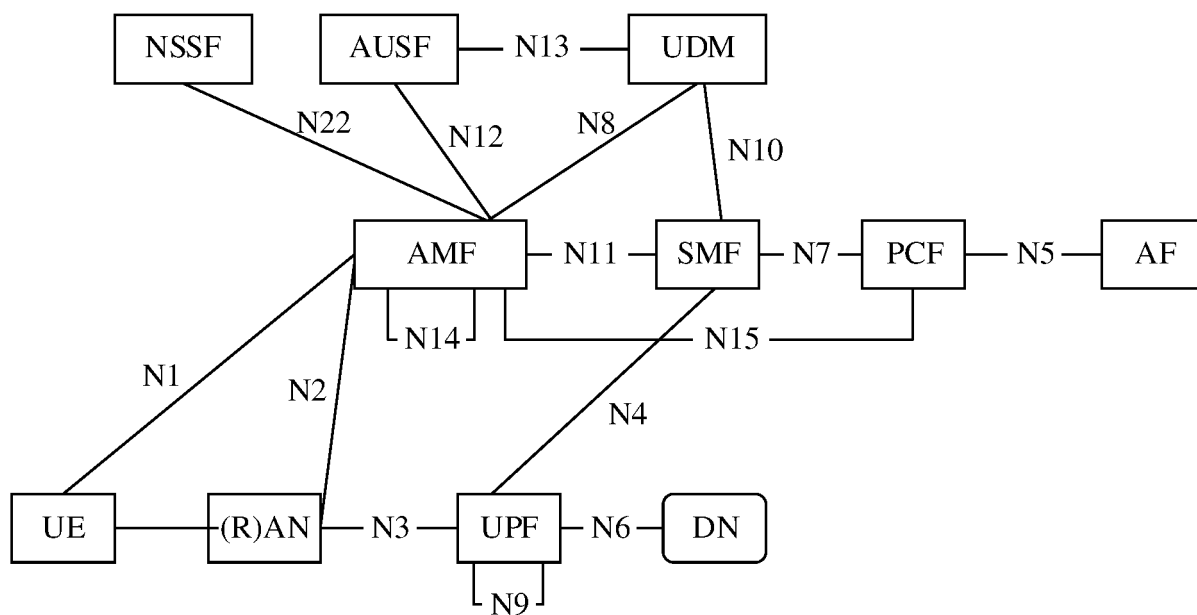 NSSF
AUSF
N13
UDM
N22
N12
N8
N10
AMF
N11
SMF
N7
PCF
N5
AF
N14
N15
N1
N2
N4
UE
(R)AN
N3
UPF
N6
DN
N9